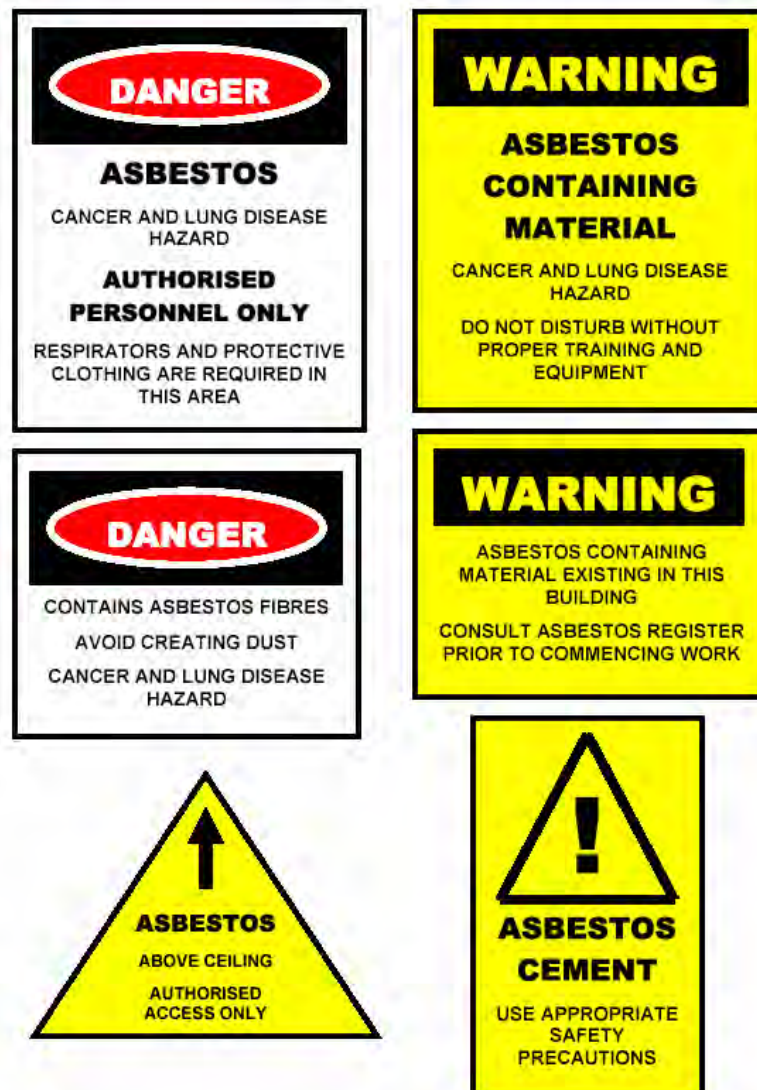 DANGER
ASBESTOS
CANCER AND LUNG DISEASE
HAZARD
AUTHORISED
PERSONNEL ONLY
RESPIRATORS AND PROTECTIVE
CLOTHING ARE REQUIRED IN
THIS AREA
WARNING
ASBESTOS
CONTAINING
MATERIAL
CANCER AND LUNG DISEASE
HAZARD
DO NOT DISTURB WITHOUT
PROPER TRAINING AND
EQUIPMENT
DANGER
CONTAINS ASBESTOS FIBRES
AVOID CREATING DUST
CANCER AND LUNG DISEASE
HAZARD
WARNING
ASBESTOS CONTAINING
MATERIAL EXISTING IN THIS
BUILDING
CONSULT ASBESTOS REGISTER
PRIOR TO COMMENCING WORK
ASBESTOS
ABOVE CEILING
AUTHORISED
ACCESS ONLY
!
ASBESTOS
CEMENT
USE APPROPRIATE
SAFETY
PRECAUTIONS